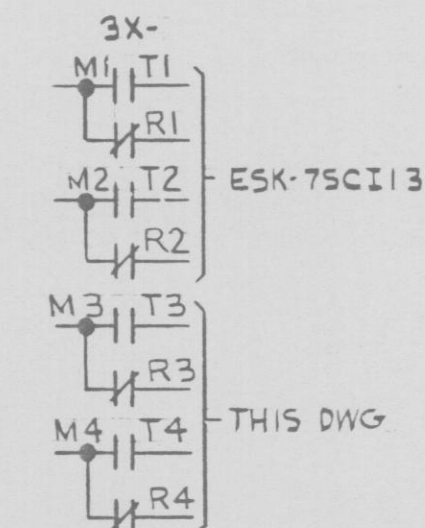 3X-
M1 T1
R1
M2 T2
ESK-7SCI13
R2
M3 T3
R3
THIS DWG
M4 T4
R4